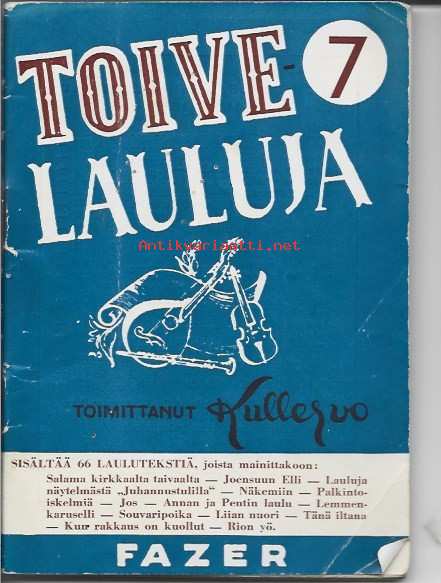 TOIVE- 7
LAULUJA
Antikvariaatti.net
TOIMITTANUT Kullervo
SISÄLTÄÄ 66 LAULUTEKSTIÄ, joista mainittakoon:
Salama kirkkaalta taivaalta — Joensuun Elli — Lauluja
näytelmästä „Juhannustulilla" — Näkemiin — Palkinto-
iskelmiä — Jos — Annan ja Pentin laulu — Lemmen-
karuselli — Souvaripoika — Liian nuori — Tänä iltana
— Kun rakkaus on kuollut — Rion yö.
FAZER